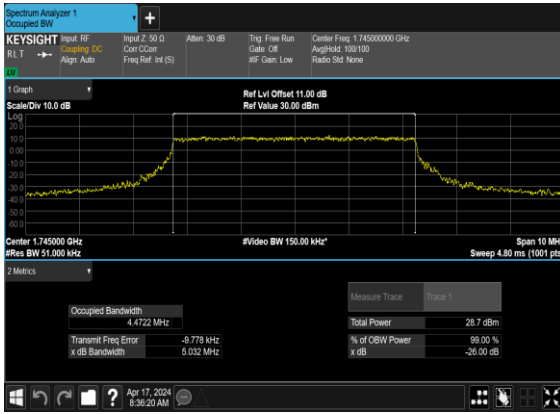 Spectrum Analyzer 1
Occupied BW
KEYSIGHT Input: RF Input Z: 50 Ω Atten: 30 dB Trig: Free Run Center Freq: 1.745000000 GHz
RLT Coupling: DC Corr CCorr Gate: Off Avg|Hold: 100/100
Align: Auto Freq Ref: Int (S) #IF Gain: Low Radio Std: None
1 Graph Ref Lvl Offset 11.00 dB
Scale/Div 10.0 dB Ref Value 30.00 dBm
Log
20.0
10.0
0.00
-10.0
-20.0
-30.0
-40.0
-50.0
-60.0
Center 1.745000 GHz #Video BW 150.00 kHz* Span 10 MH
#Res BW 51.000 kHz Sweep 4.80 ms (1001 pts
2 Metrics
Measure Trace Trace 1
Occupied Bandwidth
4.4722 MHz Total Power 28.7 dBm
Transmit Freq Error -9.778 kHz % of OBW Power 99.00 %
x dB Bandwidth 5.032 MHz x dB -26.00 dB
? Apr 17, 2024
8:36:20 AM